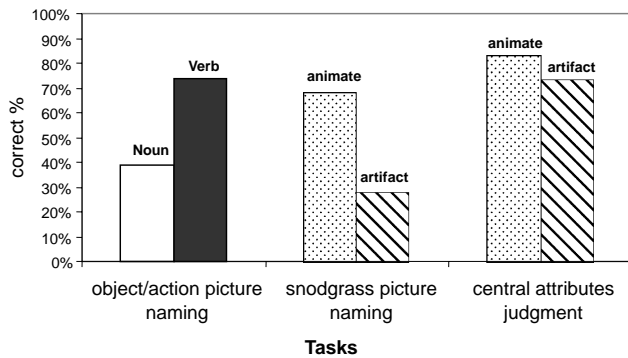 100%
90%
80%
70%
60%
50%
40%
30%
20%
10%
0%
correct %
Noun
Verb
animate
artifact
animate
artifact
object/action picture
naming
snodgrass picture
naming
central attributes
judgment
Tasks